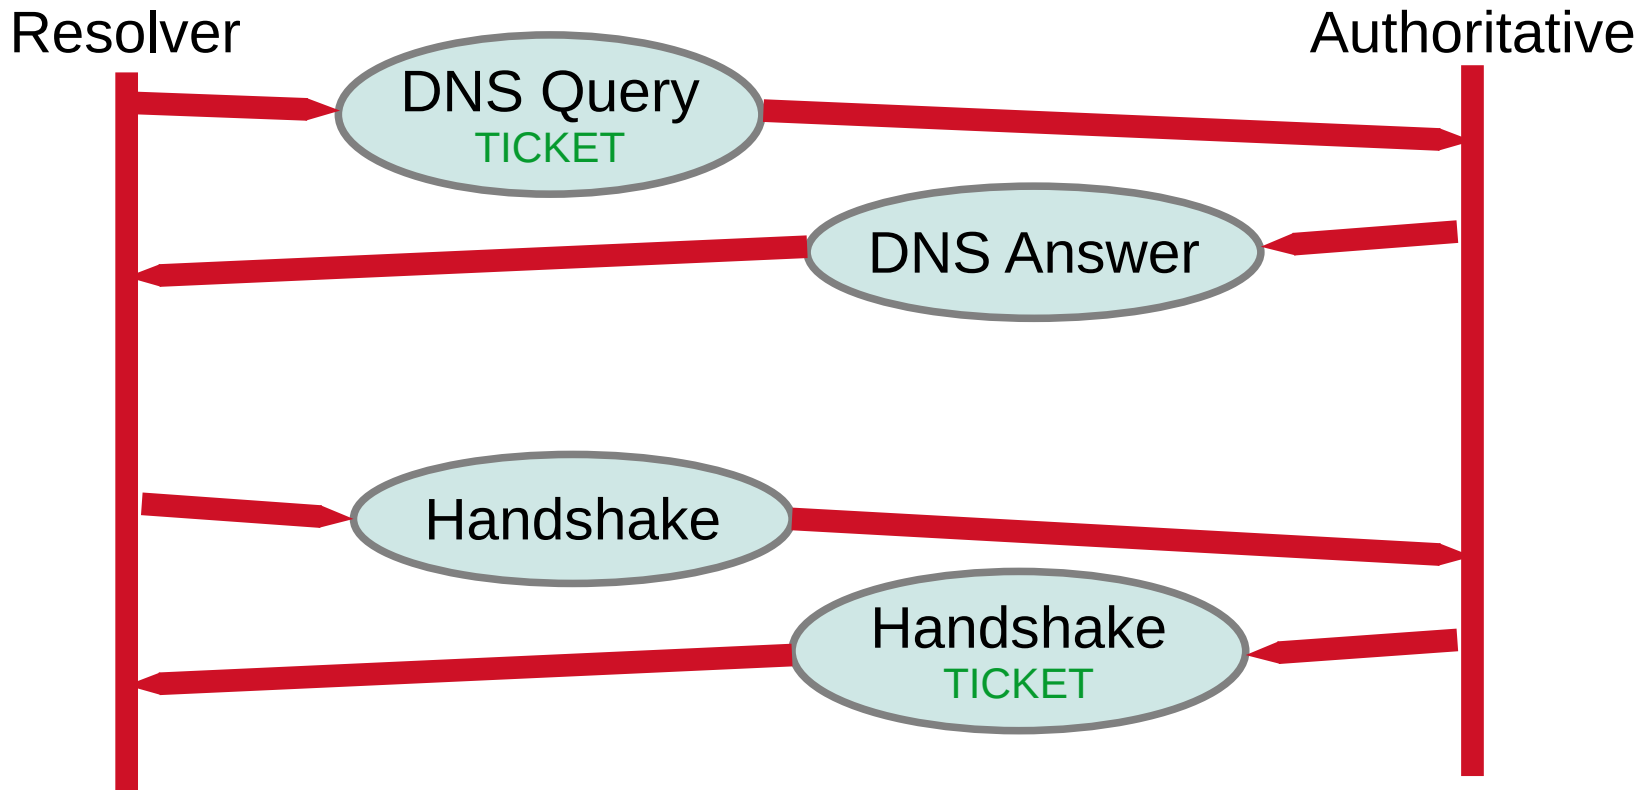 Resolver
Authoritative
DNS Query
TICKET
DNS Answer
Handshake
Handshake
TICKET